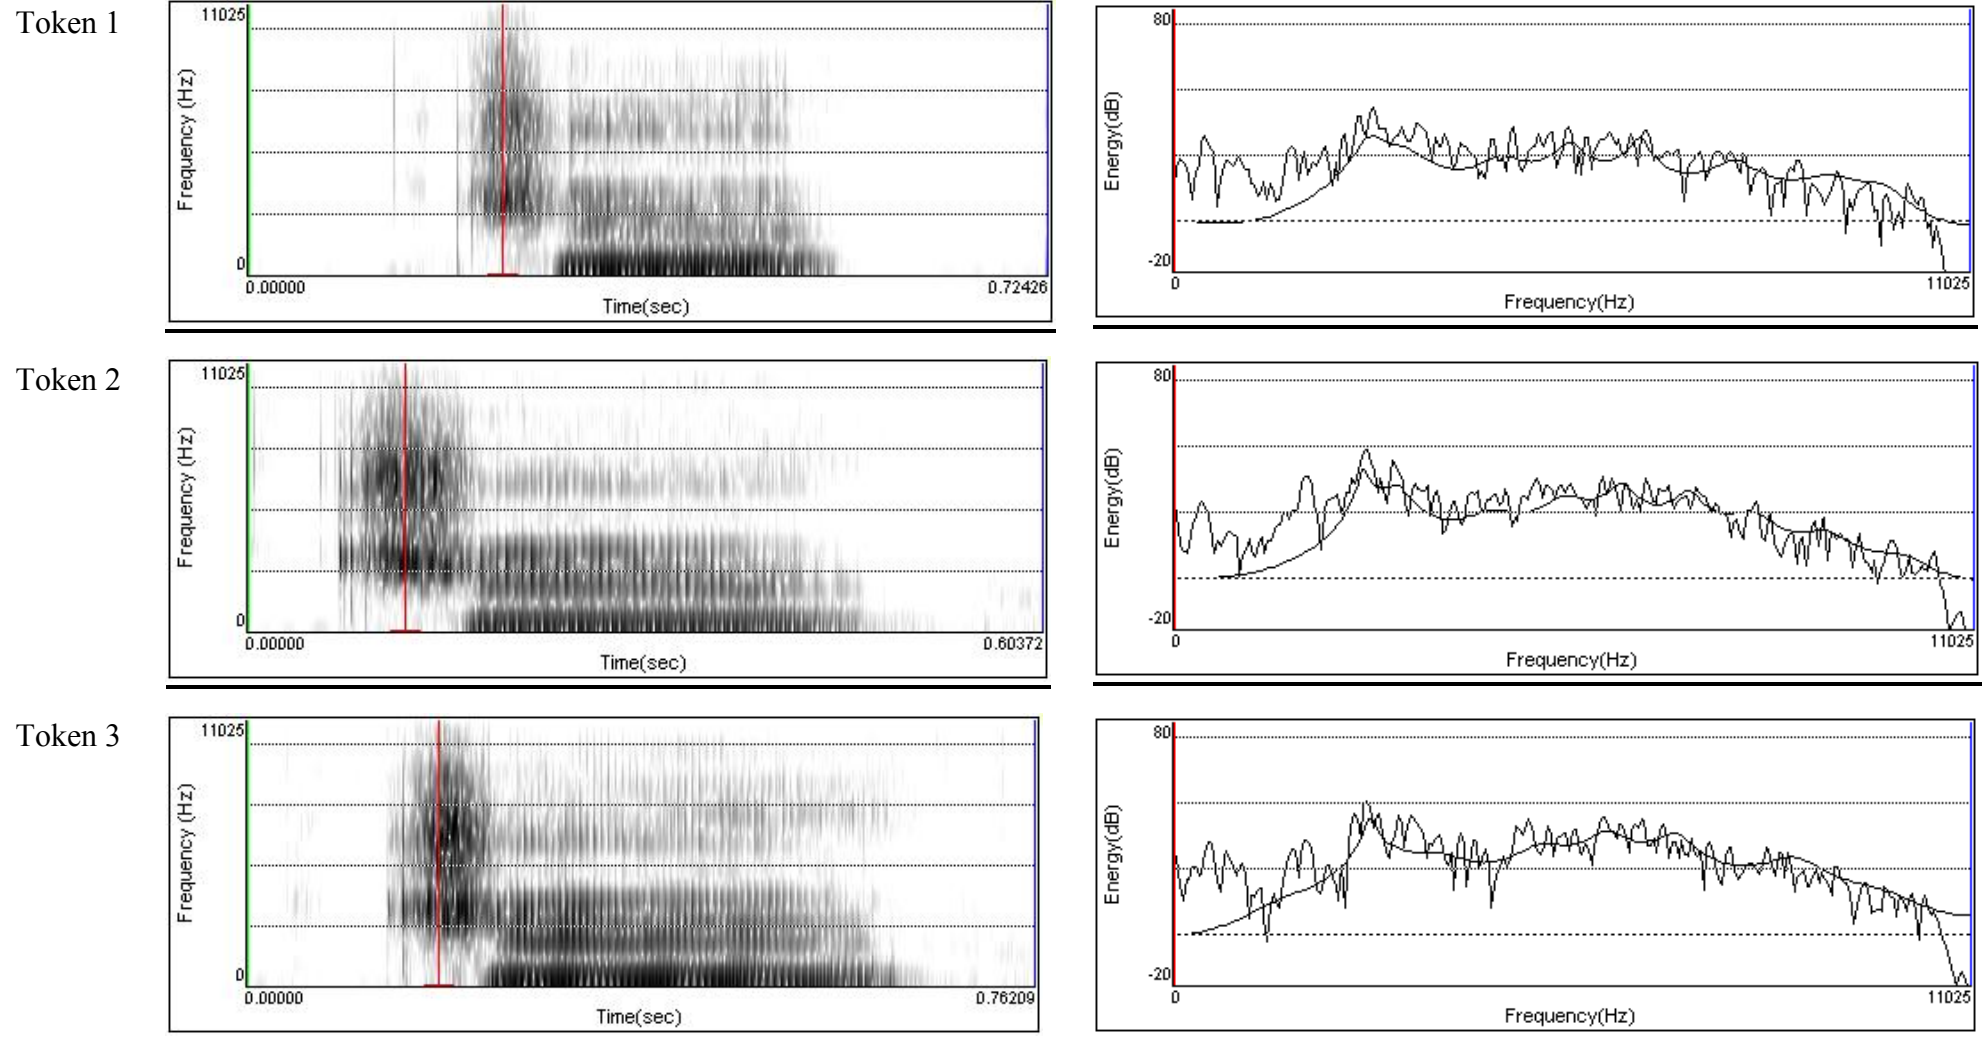 Token 1
11025
Frequency (Hz)
0
0.00000
0.72426
Time(sec)
80
Energy(dB)
-20
0
11025
Frequency(Hz)
Token 2
11025
Frequency (Hz)
0
0.00000
0.60372
Time(sec)
80
Energy(dB)
-20
0
11025
Frequency(Hz)
Token 3
11025
Frequency (Hz)
0
0.00000
0.76209
Time(sec)
80
Energy(dB)
-20
0
11025
Frequency(Hz)